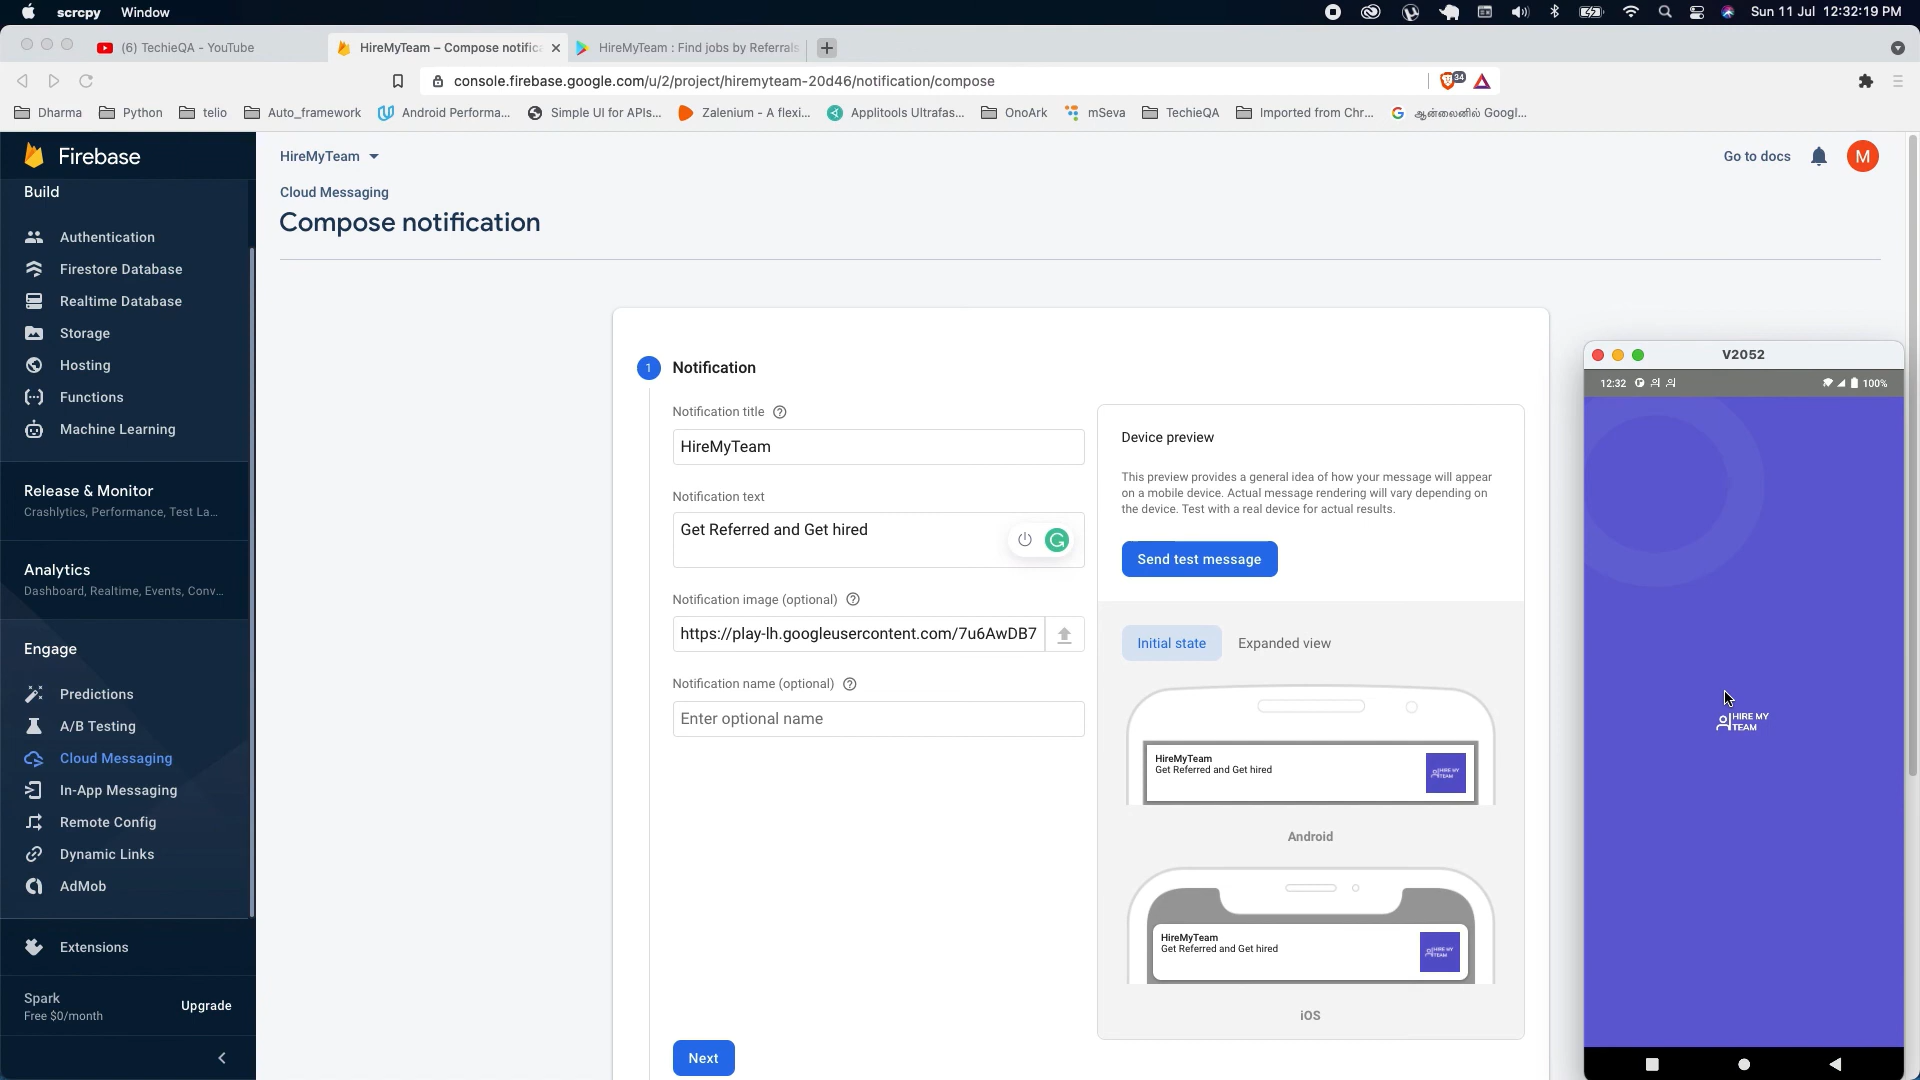 scrcpy Window
Sun 11 Jul 12:32:19 PM
(6) TechieQA - YouTube
HireMyTeam – Compose notific
HireMyTeam : Find jobs by Referrals
console.firebase.google.com/u/2/project/hiremyteam-20d46/notification/compose
34
Dharma
Python
telio
Auto_framework
Android Performa...
Simple UI for APIs...
Zalenium - A flexi...
Applitools Ultrafas...
OnoArk
mSeva
TechieQA
Imported from Chr...
ஆன்லைனில் Googl...
Firebase
HireMyTeam
Go to docs
M
Build
Cloud Messaging
Compose notification
Authentication
Firestore Database
Realtime Database
Storage
Hosting
Functions
Machine Learning
Release & Monitor
Crashlytics, Performance, Test La...
Analytics
Dashboard, Realtime, Events, Conv...
Engage
Predictions
A/B Testing
Cloud Messaging
In-App Messaging
Remote Config
Dynamic Links
AdMob
Extensions
Spark
Free $0/month
Upgrade
1 Notification
Notification title
HireMyTeam
Notification text
Get Referred and Get hired
Notification image (optional)
https://play-lh.googleusercontent.com/7u6AwDB7
Notification name (optional)
Enter optional name
Next
Device preview
This preview provides a general idea of how your message will appear
on a mobile device. Actual message rendering will vary depending on
the device. Test with a real device for actual results.
Send test message
Initial state
Expanded view
HireMyTeam
Get Referred and Get hired
HIRE MY
TEAM
Android
HireMyTeam
Get Referred and Get hired
HIRE MY
TEAM
iOS
V2052
12:32
100%
HIRE MY
TEAM